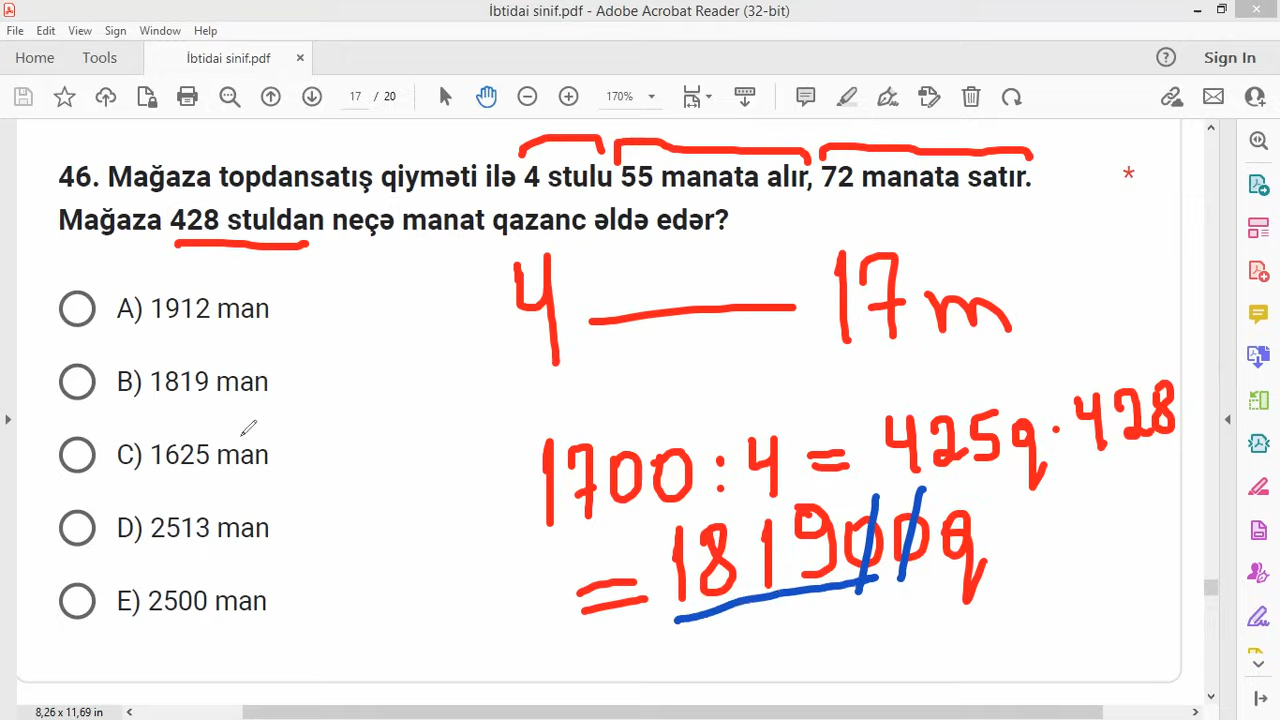 İbtidai sinif.pdf - Adobe Acrobat Reader (32-bit)
File Edit View Sign Window Help
Home Tools İbtidai sinif.pdf × Sign In
17 / 20 170%
46. Mağaza topdansatış qiyməti ilə 4 stulu 55 manata alır, 72 manata satır. *
Mağaza 428 stuldan neçə manat qazanc əldə edər?
4 — 17 m
A) 1912 man
B) 1819 man
C) 1625 man
D) 2513 man
E) 2500 man
1700 : 4 = 425q · 428
= 181900 q
8,26 x 11,69 in